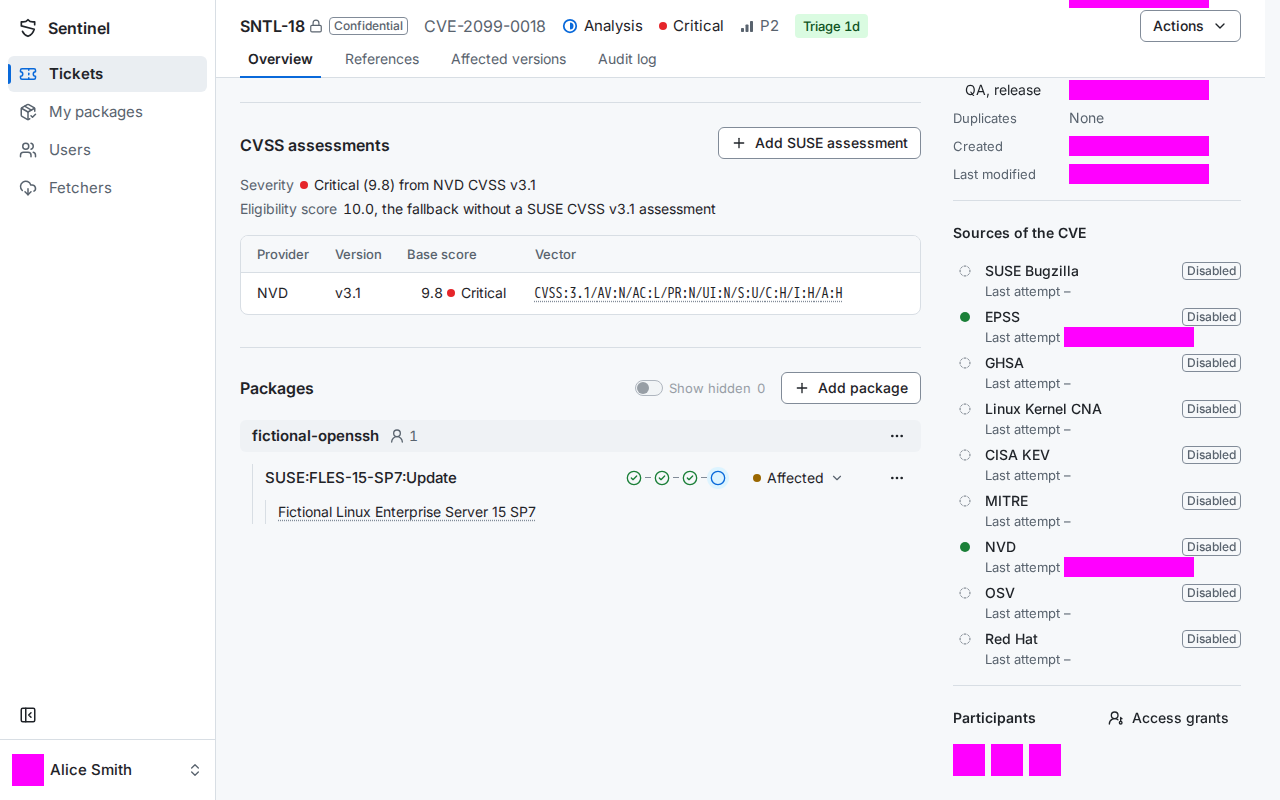 Sentinel
Tickets
My packages
Users
Fetchers
Alice Smith
SNTL-18 Confidential CVE-2099-0018 Analysis Critical P2 Triage 1d
Actions
Overview References Affected versions Audit log
CVSS assessments
Add SUSE assessment
Severity Critical (9.8) from NVD CVSS v3.1
Eligibility score 10.0, the fallback without a SUSE CVSS v3.1 assessment
Provider Version Base score Vector
NVD v3.1 9.8 Critical CVSS:3.1/AV:N/AC:L/PR:N/UI:N/S:U/C:H/I:H/A:H
Packages
Show hidden 0
Add package
fictional-openssh 1
SUSE:FLES-15-SP7:Update Affected
Fictional Linux Enterprise Server 15 SP7
QA, release
Duplicates None
Created
Last modified
Sources of the CVE
SUSE Bugzilla Disabled
Last attempt –
EPSS Disabled
Last attempt
GHSA Disabled
Last attempt –
Linux Kernel CNA Disabled
Last attempt –
CISA KEV Disabled
Last attempt –
MITRE Disabled
Last attempt –
NVD Disabled
Last attempt
OSV Disabled
Last attempt –
Red Hat Disabled
Last attempt –
Participants
Access grants